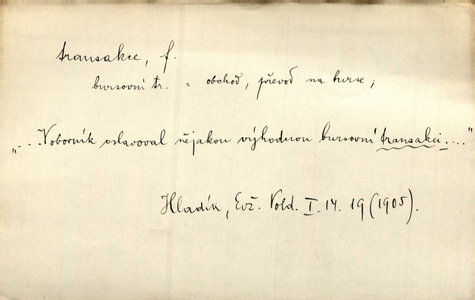 transakce, f.
bursovní tr. = obchod, převod na burse;
"...Voborník oslavoval nějakou výhodnou bursovní transakci...."
Hladík, Evž. Vold. I. 14. 19 (1905).